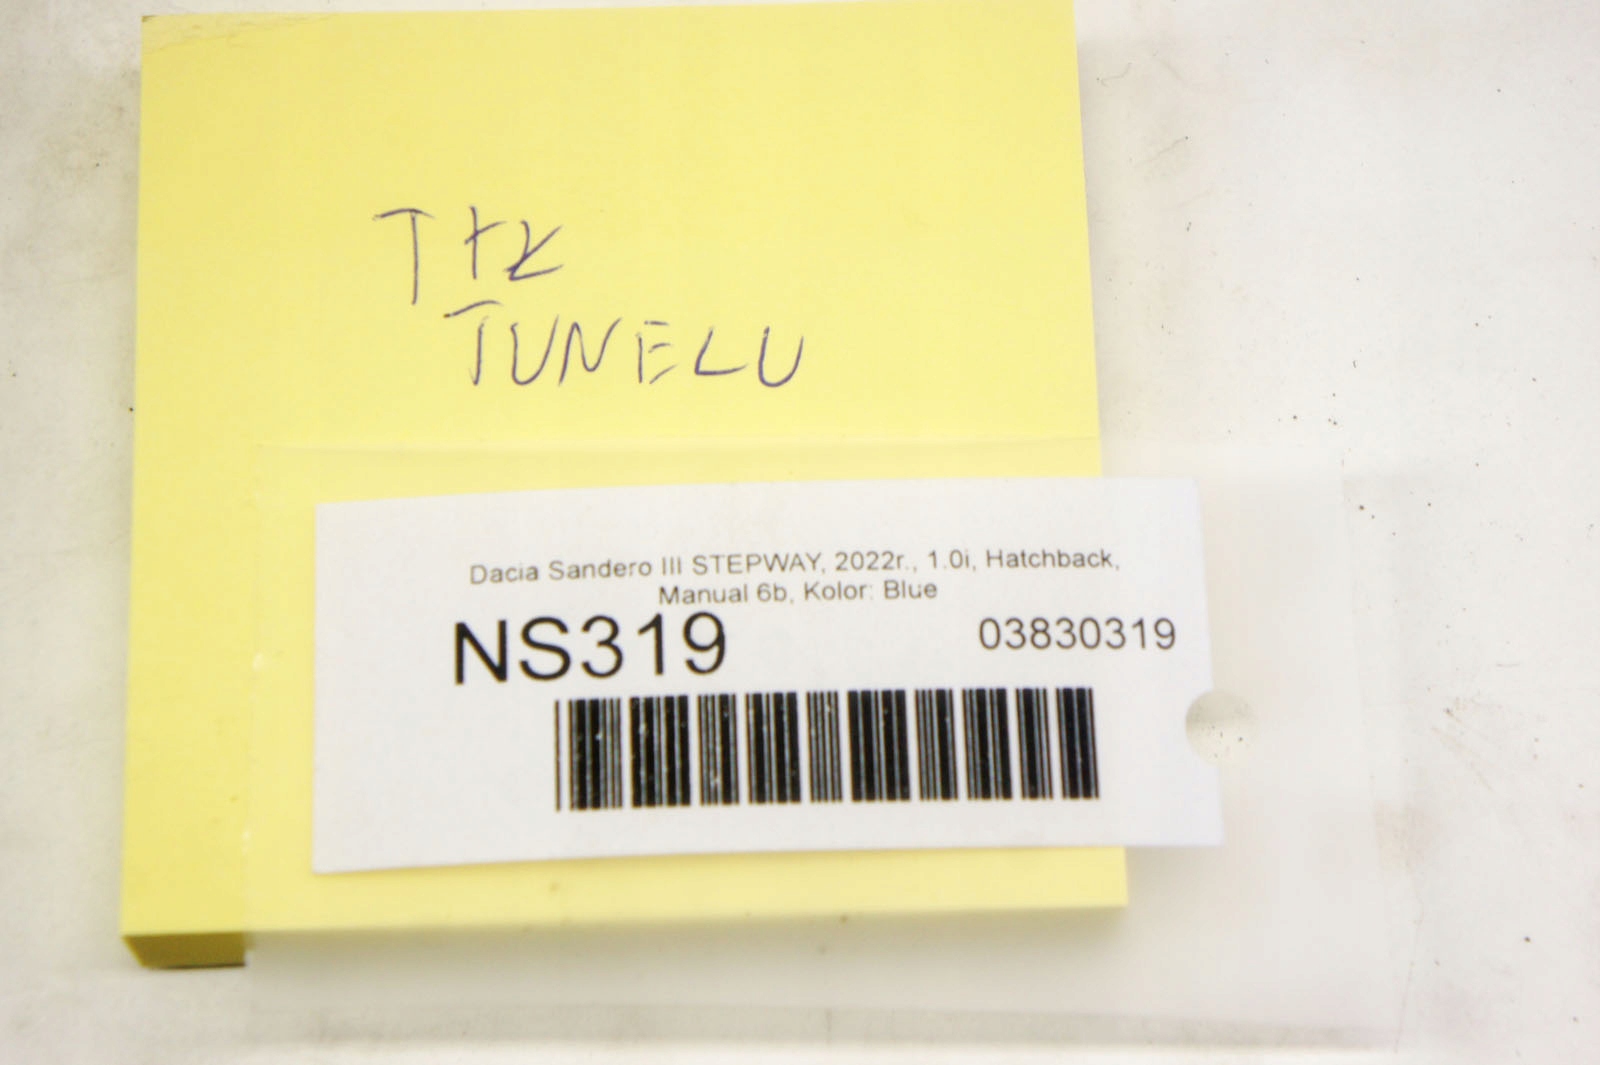 TYŁ
TUNELU
Dacia Sandero III STEPWAY, 2022r., 1.0i, Hatchback,
Manual 6b, Kolor: Blue
NS319
03830319